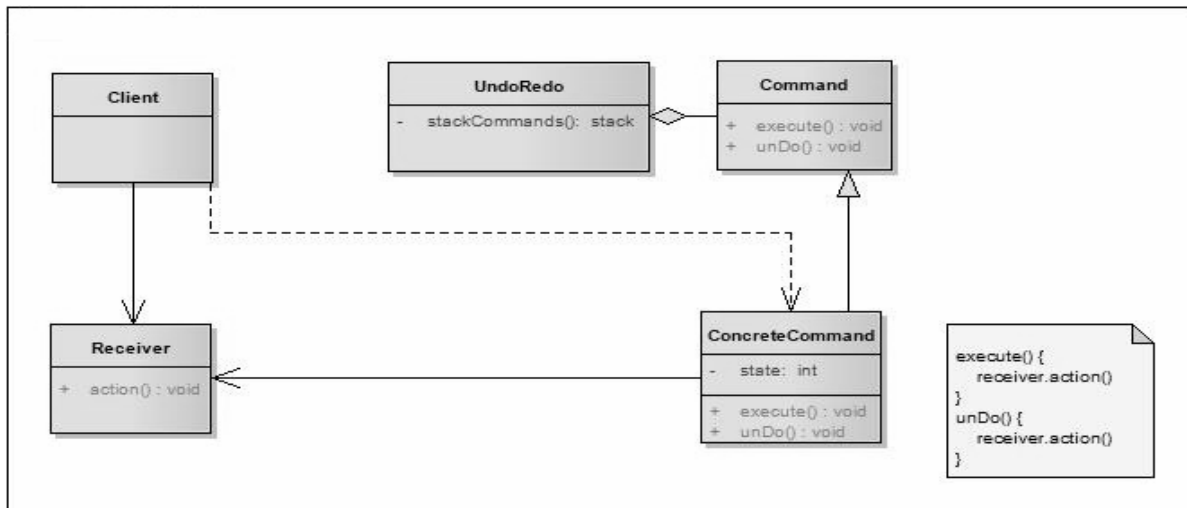 Client
UndoRedo
- stackCommands(): stack
Command
+ execute() : void
+ unDo() : void
Receiver
+ action() : void
ConcreteCommand
- state: int
+ execute() : void
+ unDo() : void
execute() {
receiver.action()
}
unDo() {
receiver.action()
}